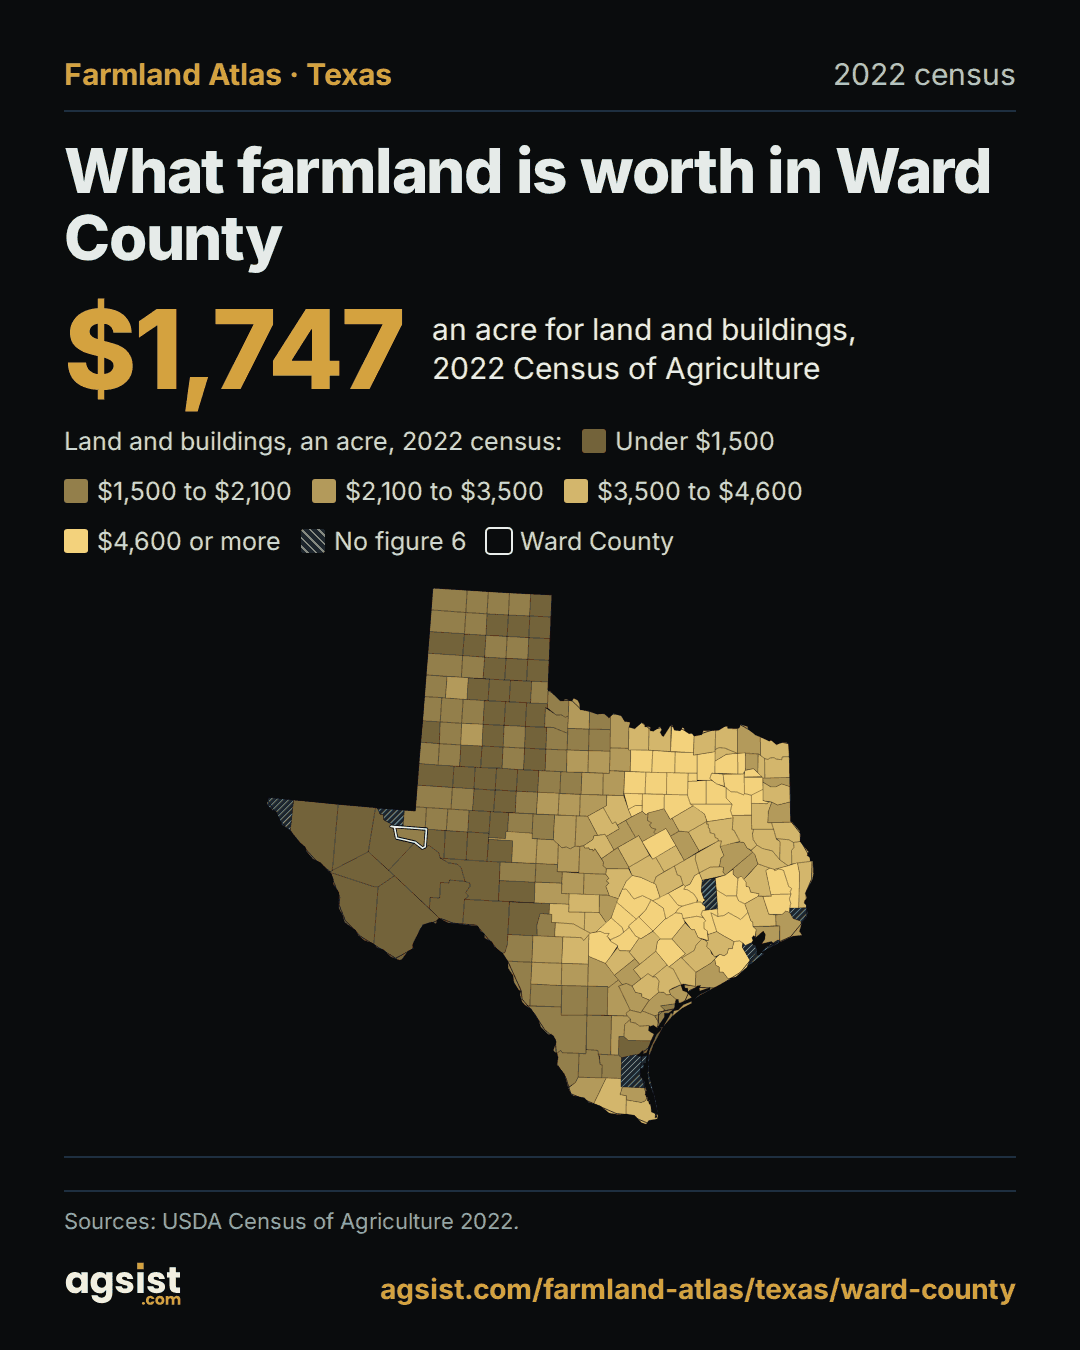 Farmland Atlas · Texas
2022 census
What farmland is worth in Ward
County
$1,747
an acre for land and buildings,
2022 Census of Agriculture
Land and buildings, an acre, 2022 census: Under $1,500
$1,500 to $2,100 $2,100 to $3,500 $3,500 to $4,600
$4,600 or more No figure 6 Ward County
Sources: USDA Census of Agriculture 2022.
agsist
.com
agsist.com/farmland-atlas/texas/ward-county